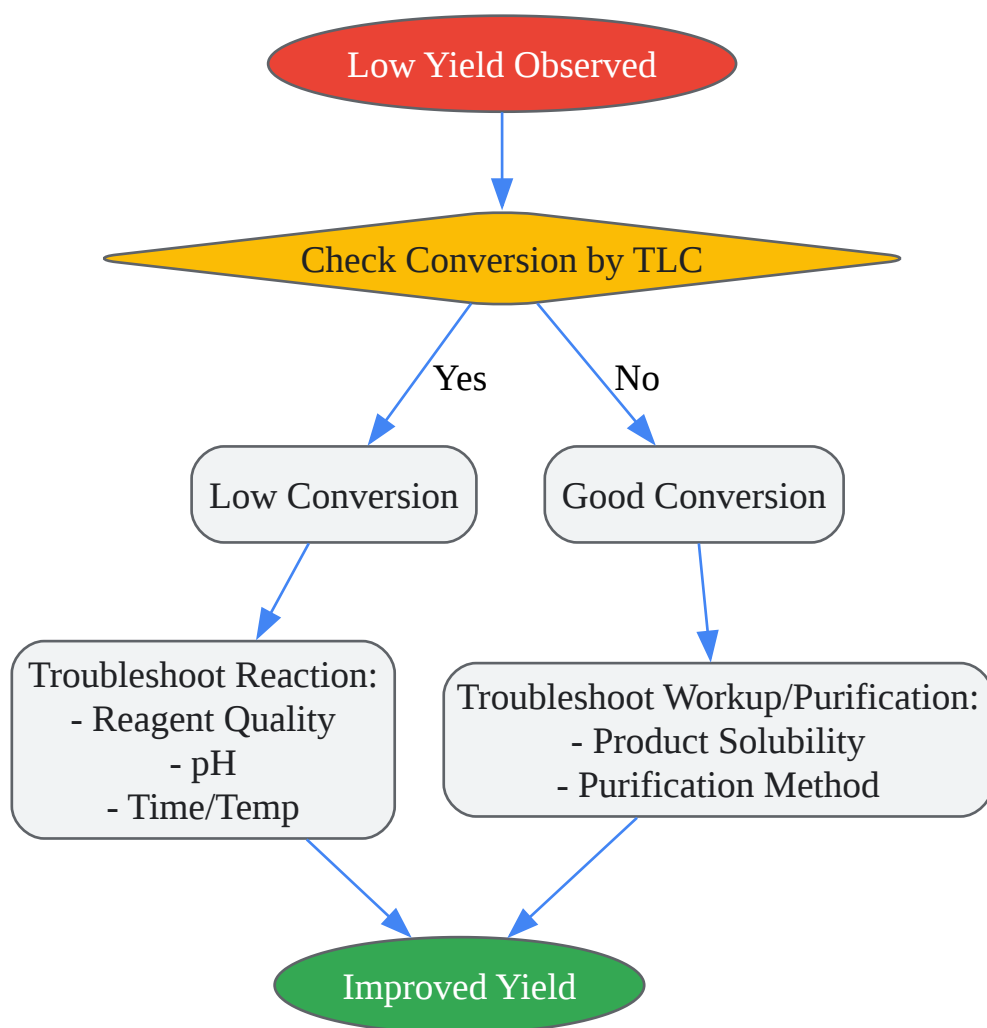 Low Yield Observed
Check Conversion by TLC
Yes
No
Low Conversion
Good Conversion
Troubleshoot Reaction:
- Reagent Quality
- pH
- Time/Temp
Troubleshoot Workup/Purification:
- Product Solubility
- Purification Method
Improved Yield